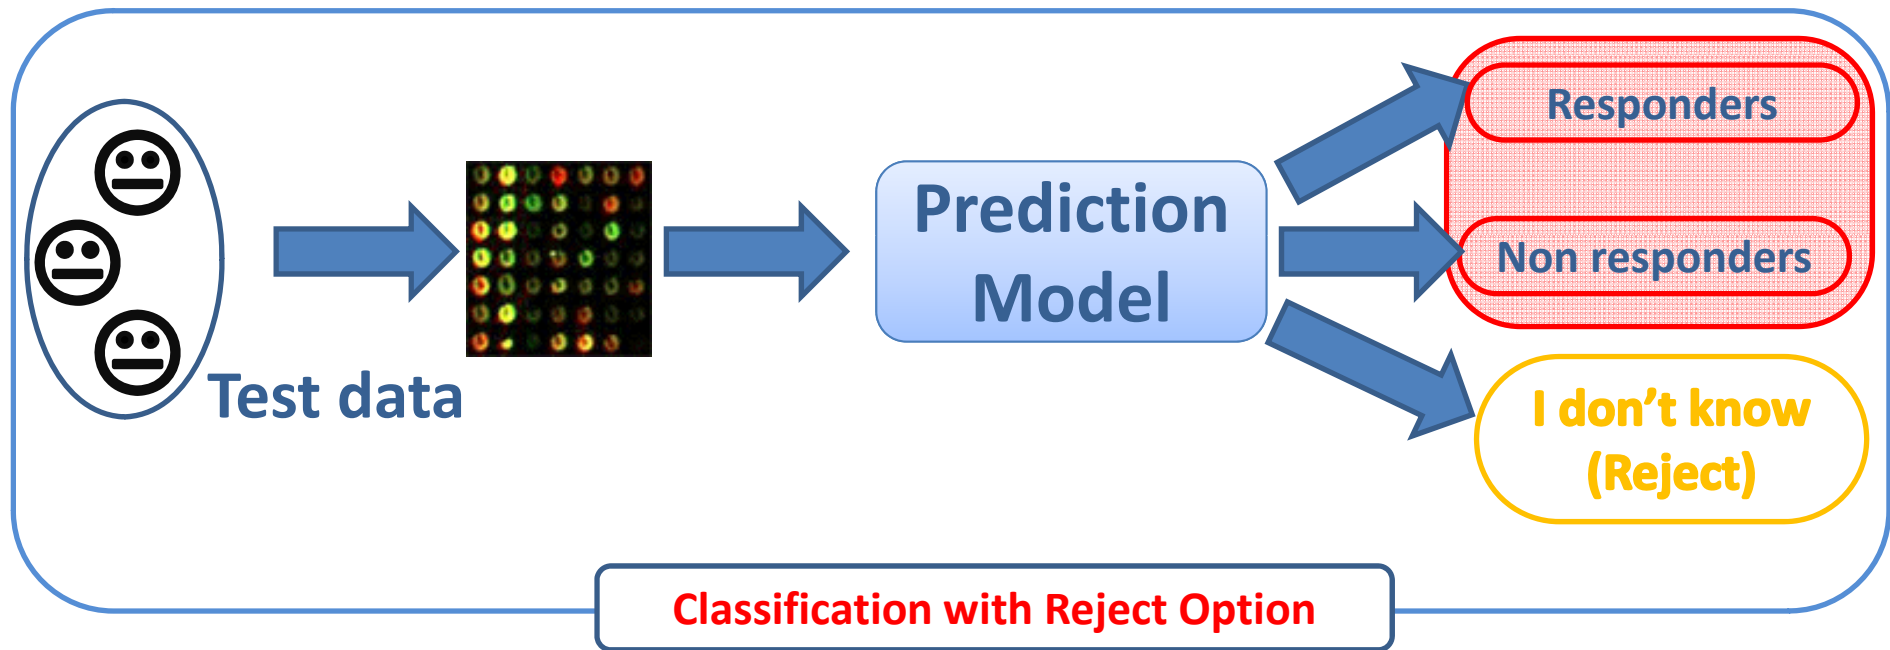 Test data
Prediction
Model
Responders
Non responders
I don’t know
(Reject)
Classification with Reject Option